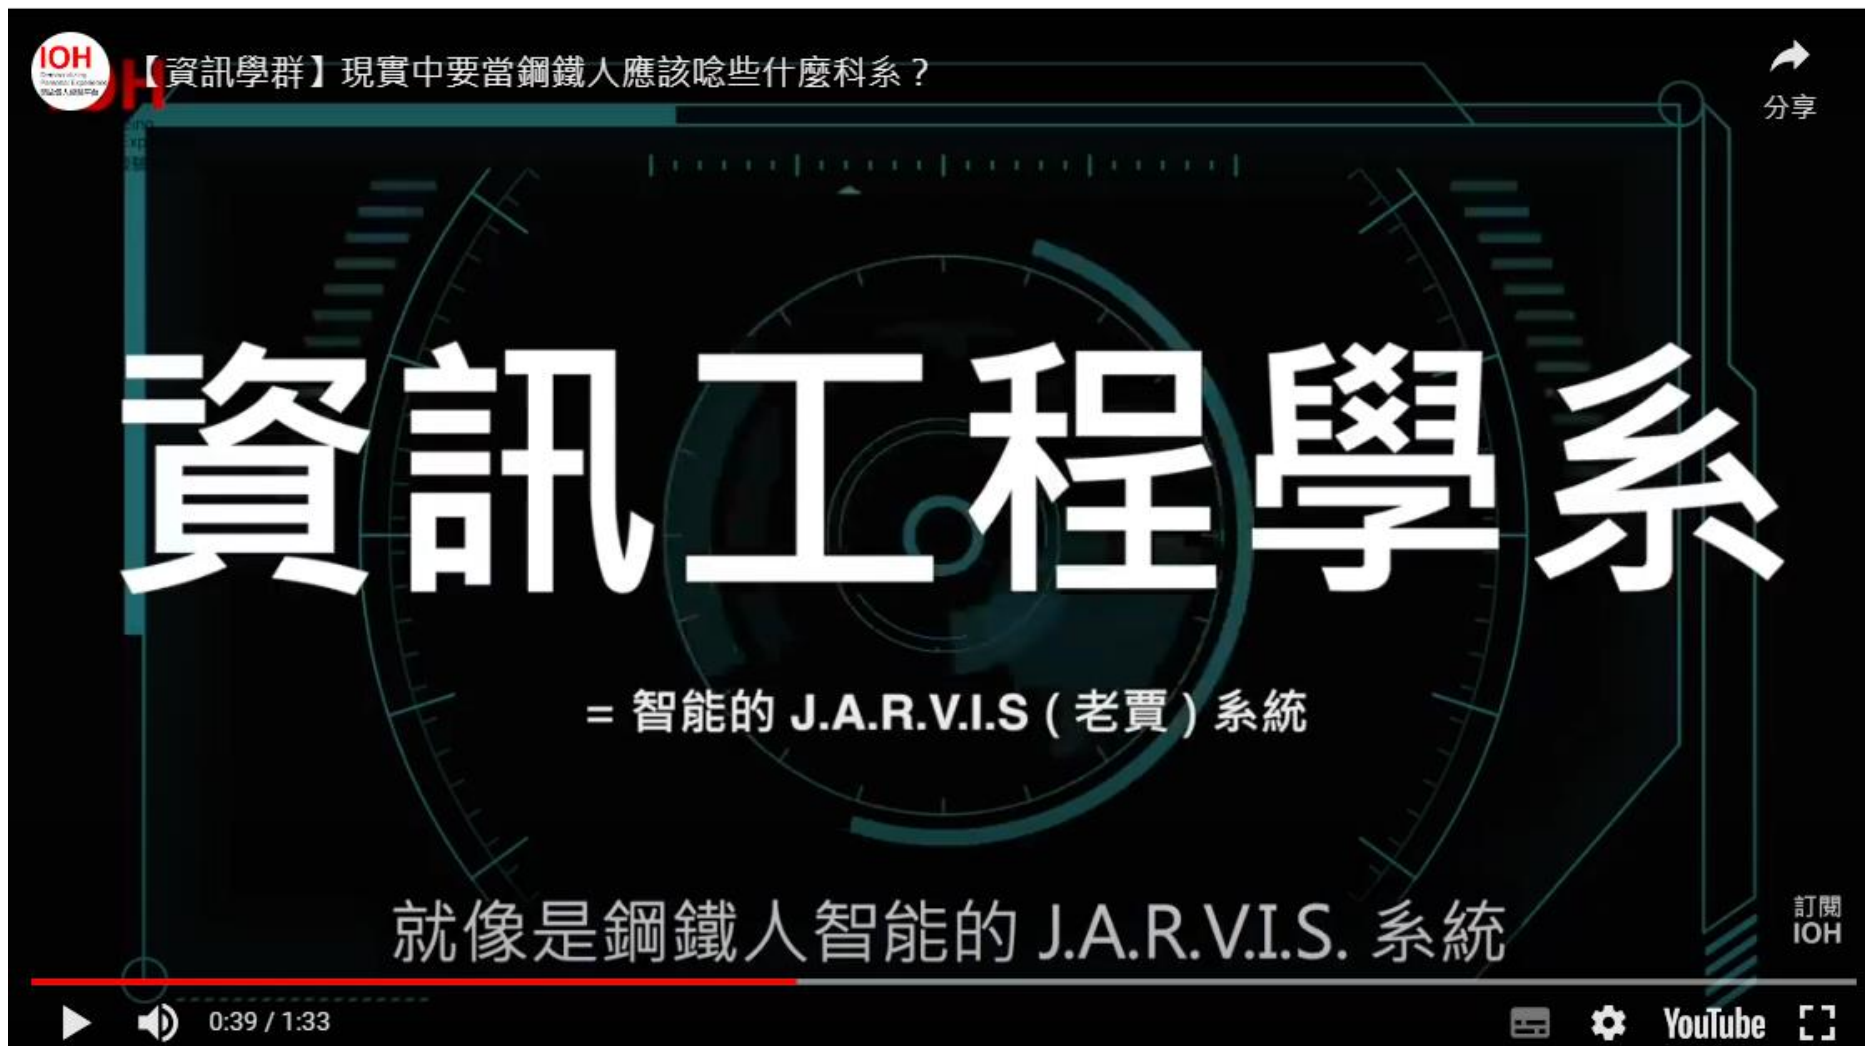 IOH
【資訊學群】現實中要當鋼鐵人應該唸些什麼科系？
分享
資訊工程學系
= 智能的 J.A.R.V.I.S ( 老賈 ) 系統
就像是鋼鐵人智能的 J.A.R.V.I.S. 系統
訂閱
IOH
0:39 / 1:33
YouTube